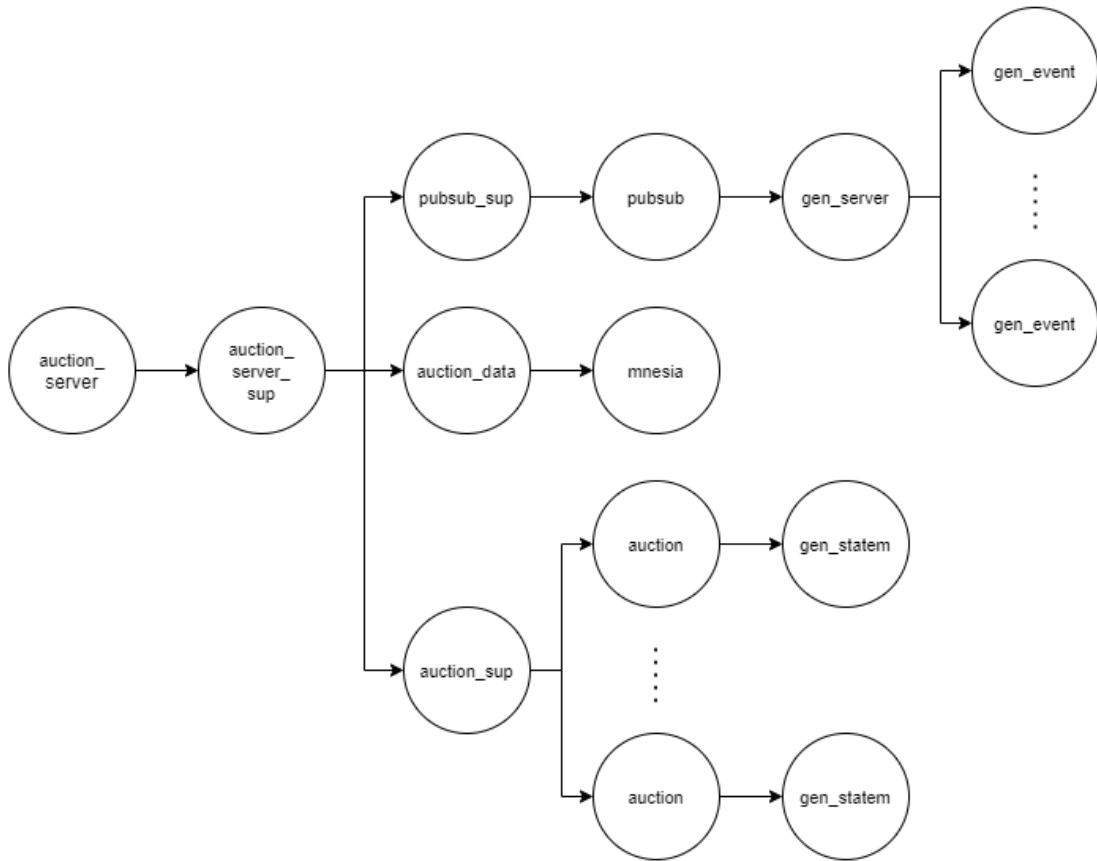 gen_event
pubsub_sup
pubsub
gen_server
gen_event
auction_
server
auction_
server_
sup
auction_data
mnesia
auction
gen_statem
auction_sup
auction
gen_statem